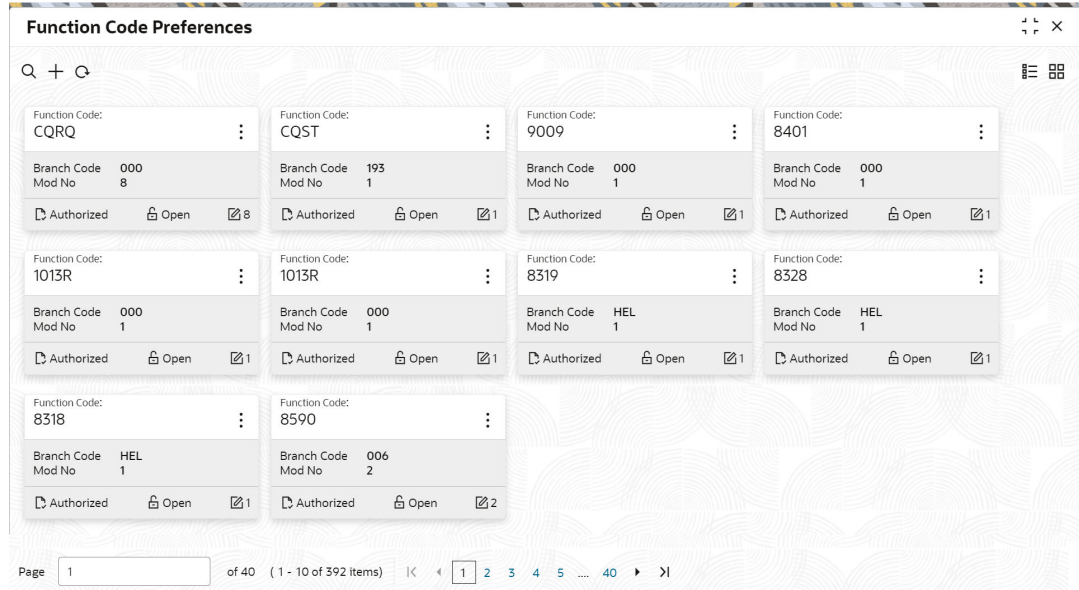 Function Code Preferences
Function Code: Function Code: Function Code: Function Code:
CQRQ CQST 9009 8401
Branch Code 000 Branch Code 193 Branch Code 000 Branch Code 000
Mod No 8 Mod No 1 Mod No 1 Mod No 1
Authorized Open 8 Authorized Open 1 Authorized Open 1 Authorized Open 1
Function Code: Function Code: Function Code: Function Code:
1013R 1013R 8319 8328
Branch Code 000 Branch Code 000 Branch Code HEL Branch Code HEL
Mod No 1 Mod No 1 Mod No 1 Mod No 1
Authorized Open 1 Authorized Open 1 Authorized Open 1 Authorized Open 1
Function Code: Function Code:
8318 8590
Branch Code HEL Branch Code 006
Mod No 1 Mod No 2
Authorized Open 1 Authorized Open 2
Page 1 of 40 ( 1 - 10 of 392 items) 1 2 3 4 5 .... 40